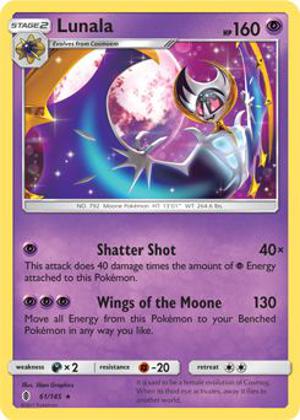 STAGE2 Lunala HP160
Evolves from Cosmoem
NO. 792 Moone Pokémon HT 13'01" WT 264.6 lbs.
Shatter Shot 40×
This attack does 40 damage times the amount of Energy
attached to this Pokémon.
Wings of the Moone 130
Move all Energy from this Pokémon to your Benched
Pokémon in any way you like.
weakness ×2 resistance -20 retreat
Illus. Hitoshi Ariga
61/145 ★
It is said to be a female evolution of Cosmog.
When its third eye activates, away it flies to
another world.